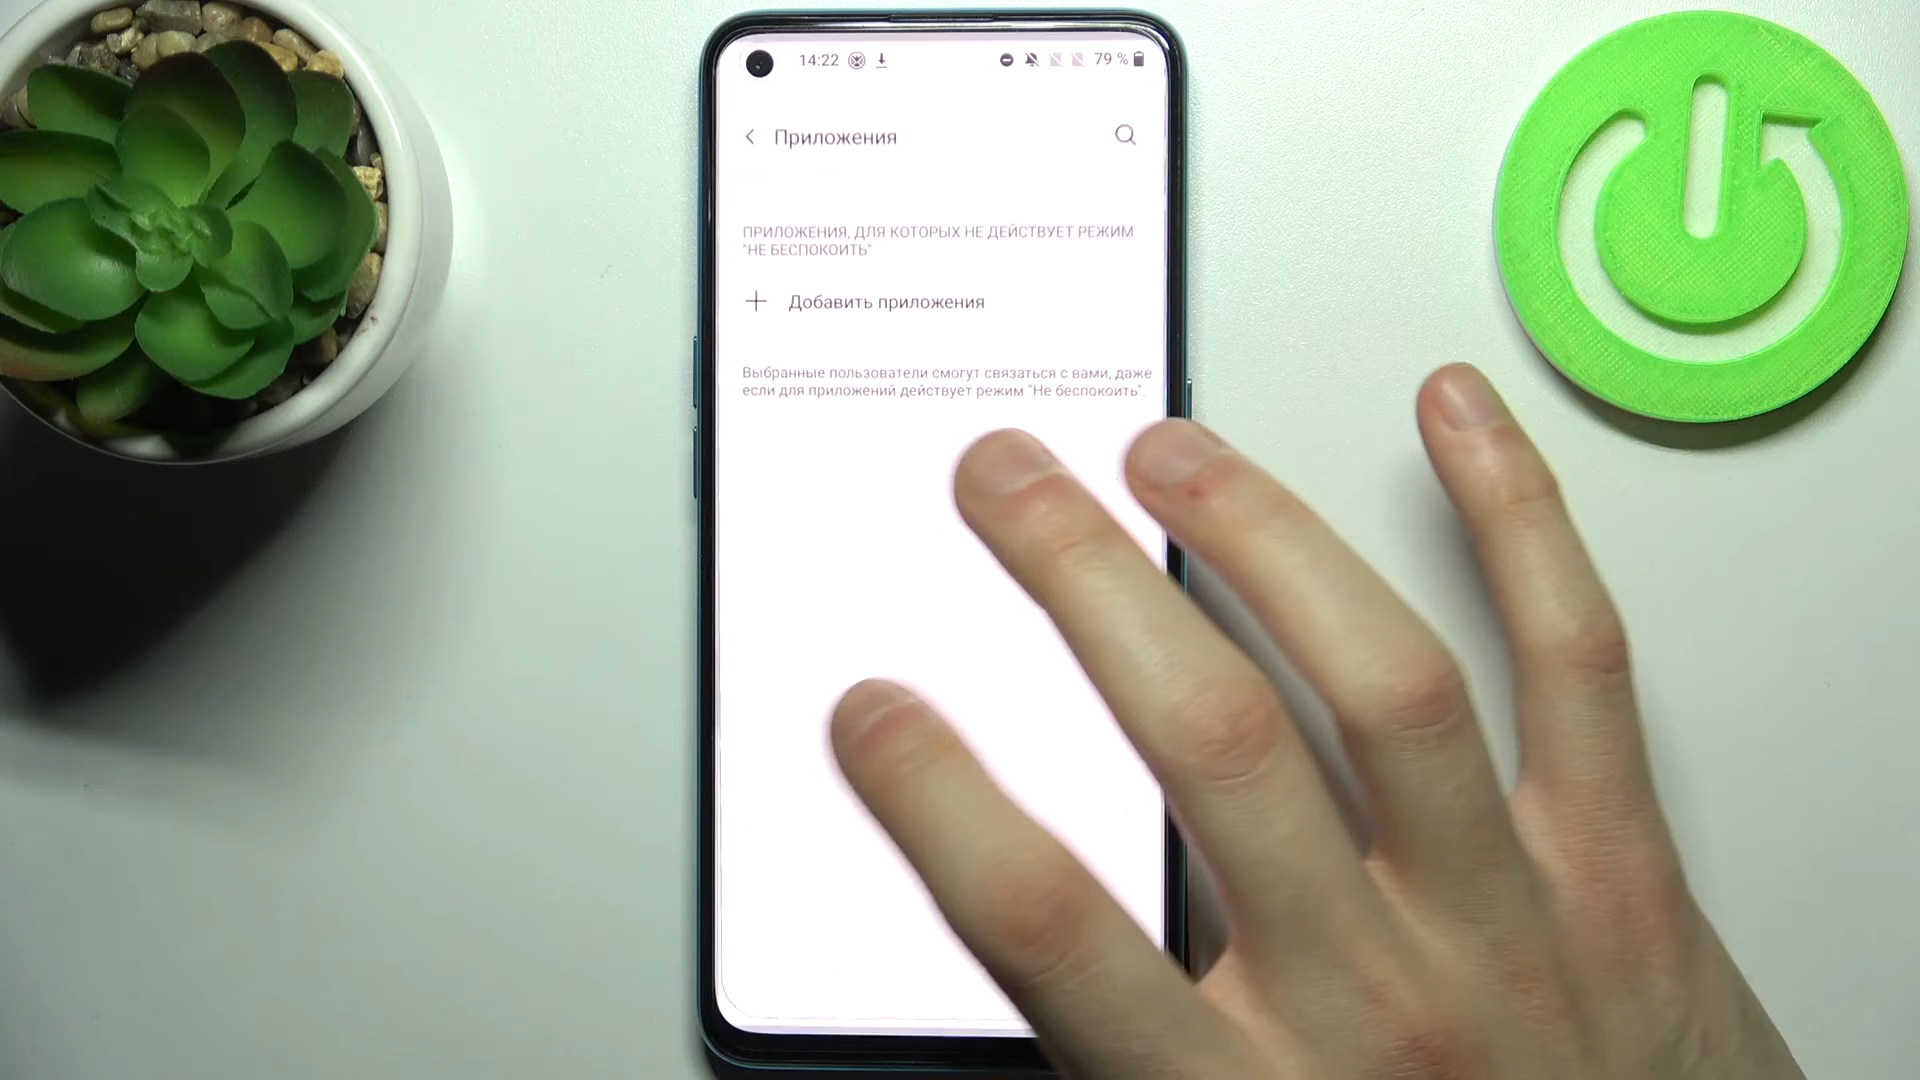 14:22 79 %
Приложения
ПРИЛОЖЕНИЯ, ДЛЯ КОТОРЫХ НЕ ДЕЙСТВУЕТ РЕЖИМ
"НЕ БЕСПОКОИТЬ"
Добавить приложения
Выбранные пользователи смогут связаться с вами, даже
если для приложений действует режим "Не беспокоить".